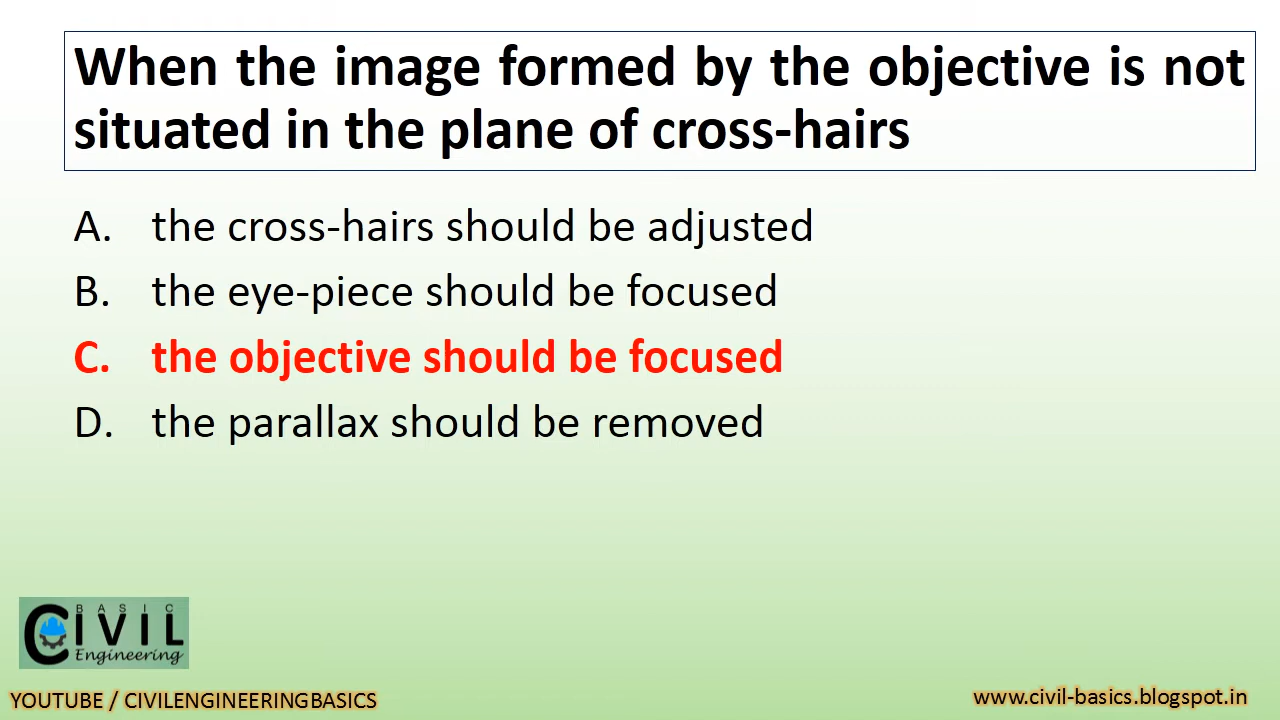 When the image formed by the objective is not
situated in the plane of cross-hairs
A. the cross-hairs should be adjusted
B. the eye-piece should be focused
C. the objective should be focused
D. the parallax should be removed
BASIC
CIVIL
Engineering
YOUTUBE / CIVILENGINEERINGBASICS
www.civil-basics.blogspot.in